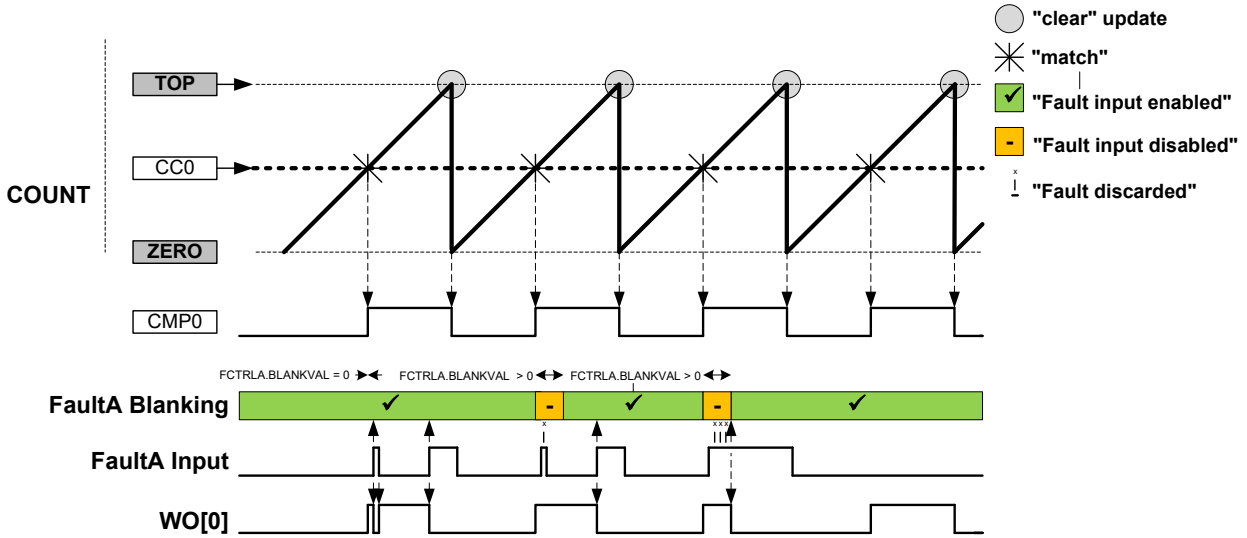 "clear" update
"match"
TOP
"Fault input enabled"
✓
"Fault input disabled"
-
CC0
x
"Fault discarded"
COUNT
ZERO
CMP0
FCTRLA.BLANKVAL = 0
FCTRLA.BLANKVAL > 0
FCTRLA.BLANKVAL > 0
FaultA Blanking
✓ - ✓ - ✓
x xxx
FaultA Input
WO[0]